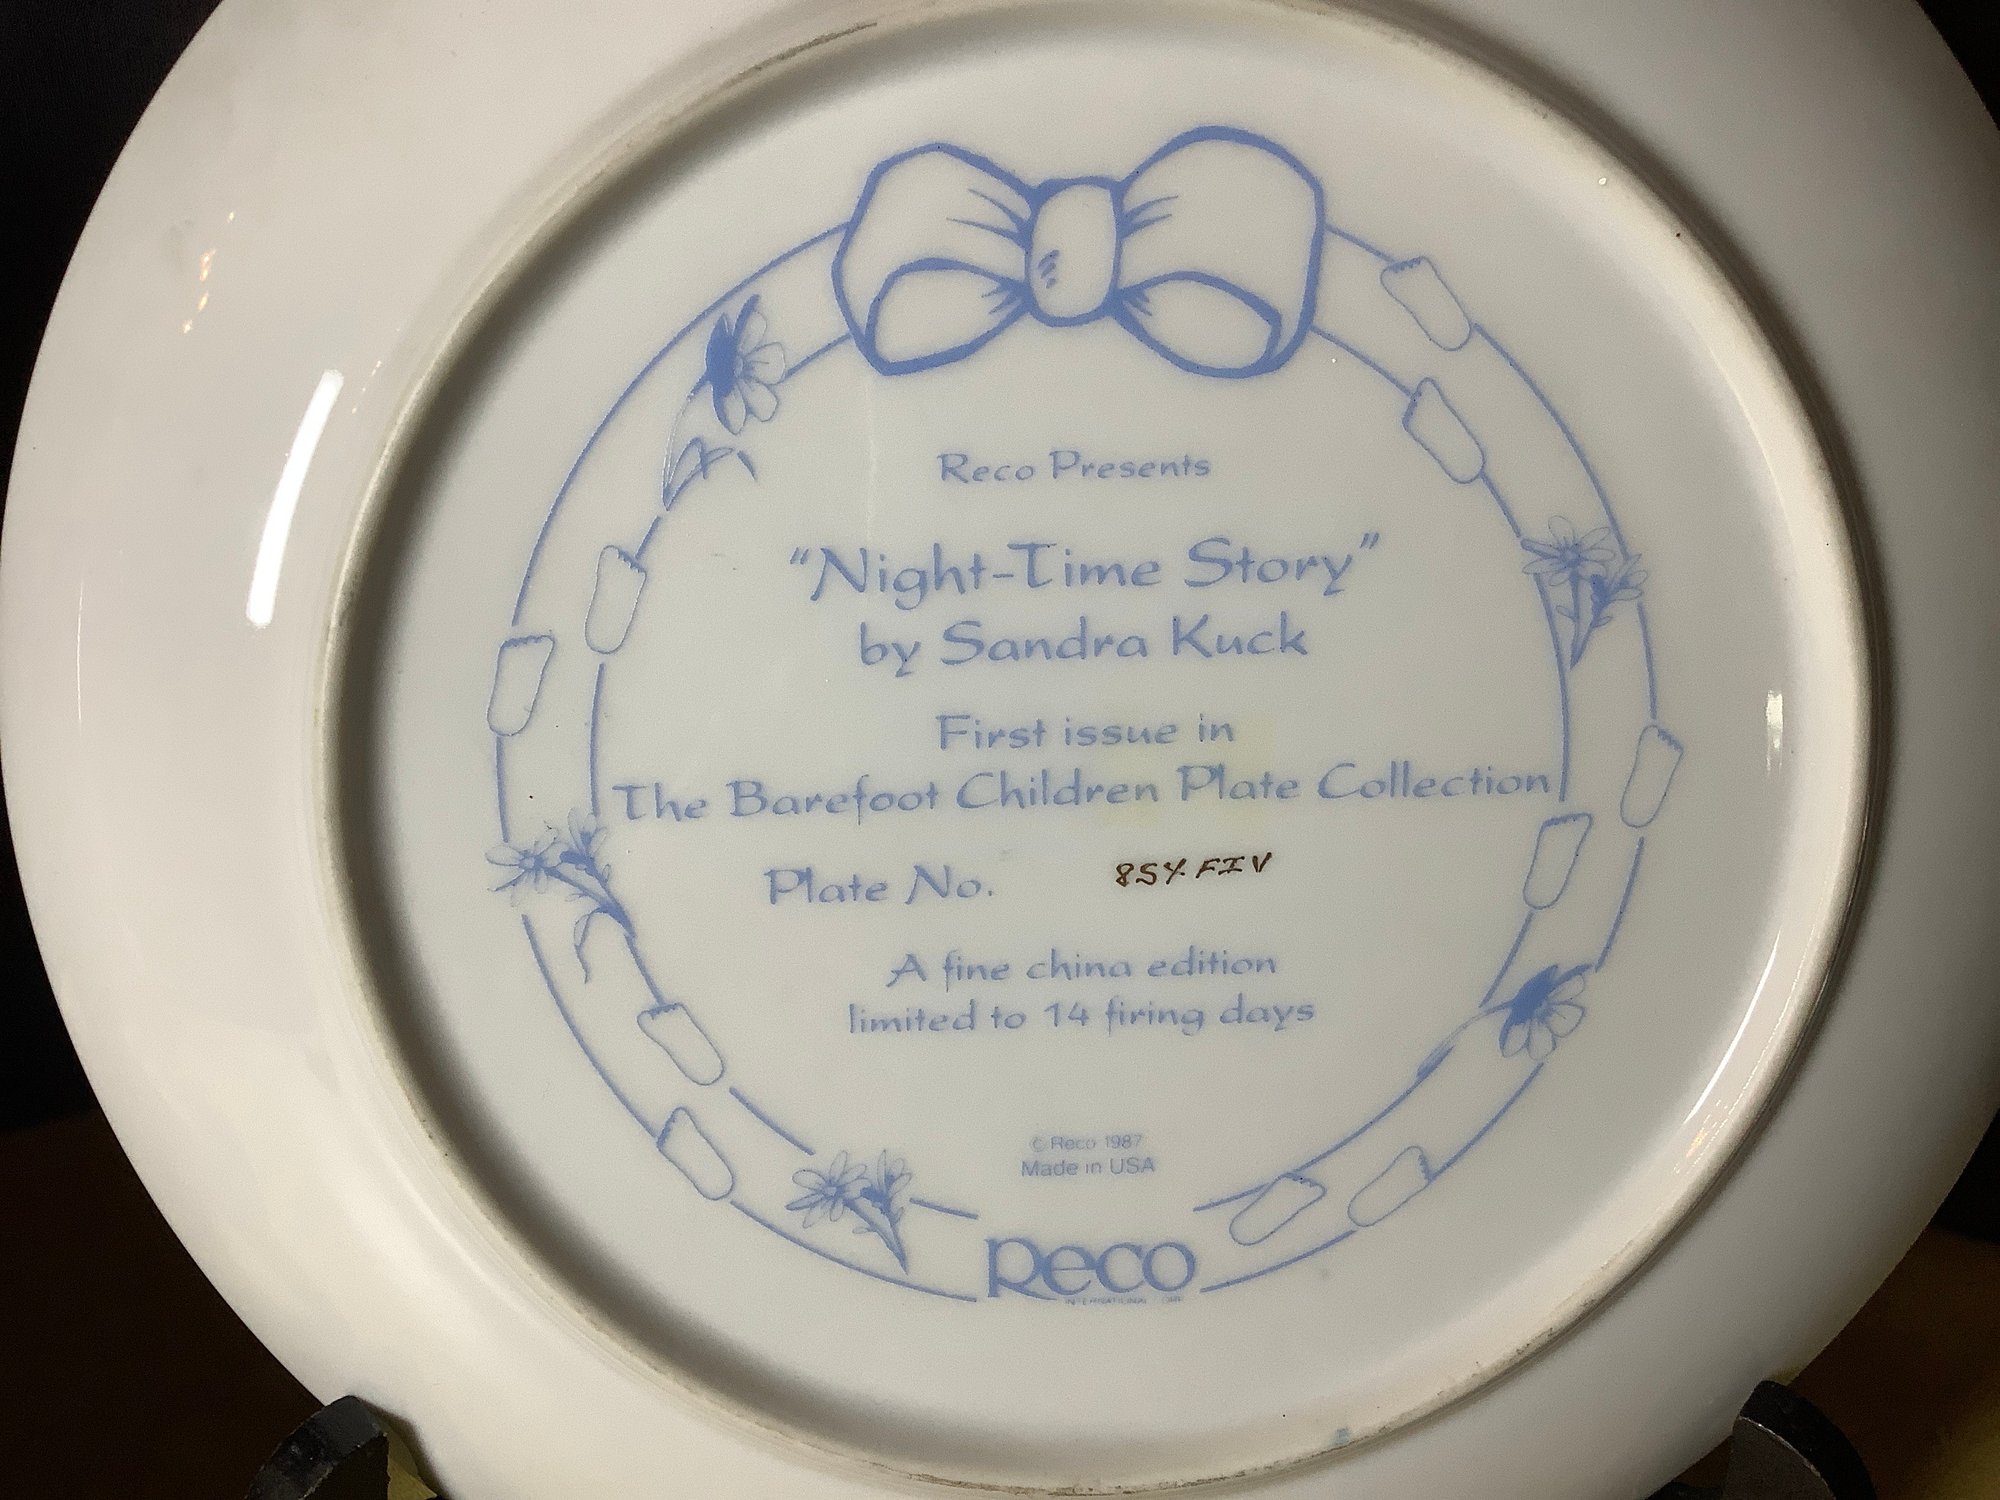 Reco Presents
"Night-Time Story"
by Sandra Kuck
First issue in
The Barefoot Children Plate Collection
Plate No. 854 FIV
A fine china edition
limited to 14 firing days
© Reco 1987
Made in USA
Reco
INTERNATIONAL